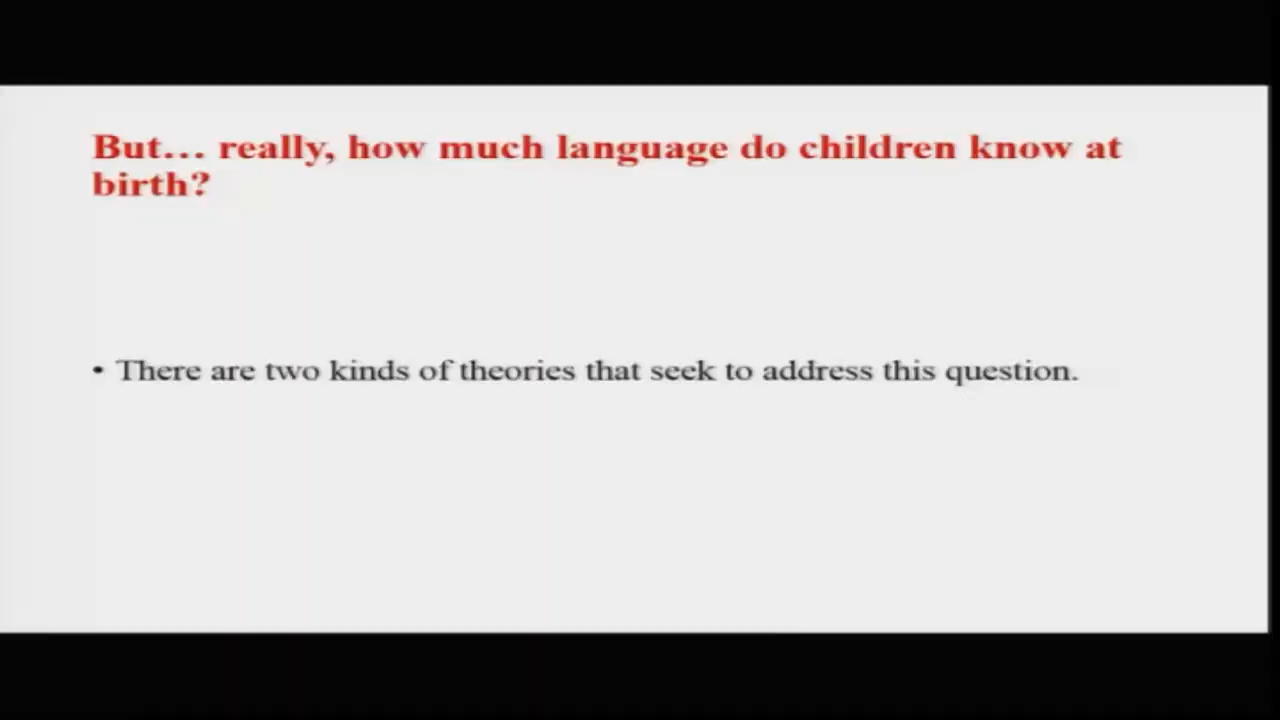 But… really, how much language do children know at
birth?
• There are two kinds of theories that seek to address this question.